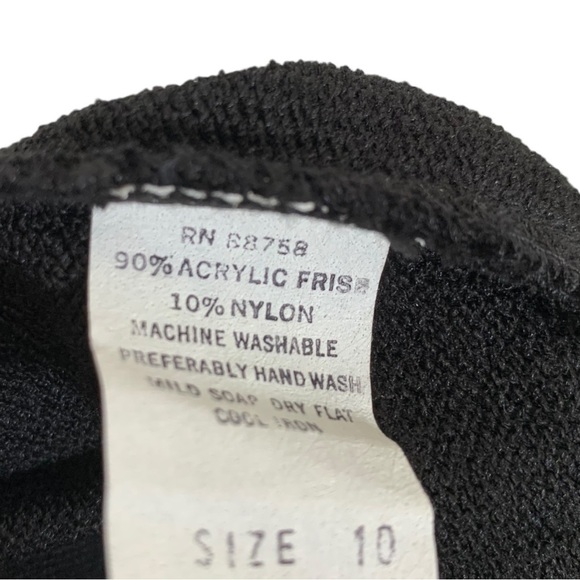 RN 88758
90% ACRYLIC FRISE
10% NYLON
MACHINE WASHABLE
PREFERABLY HAND WASH
MILD SOAP DRY FLAT
COOL IRON
SIZE 10